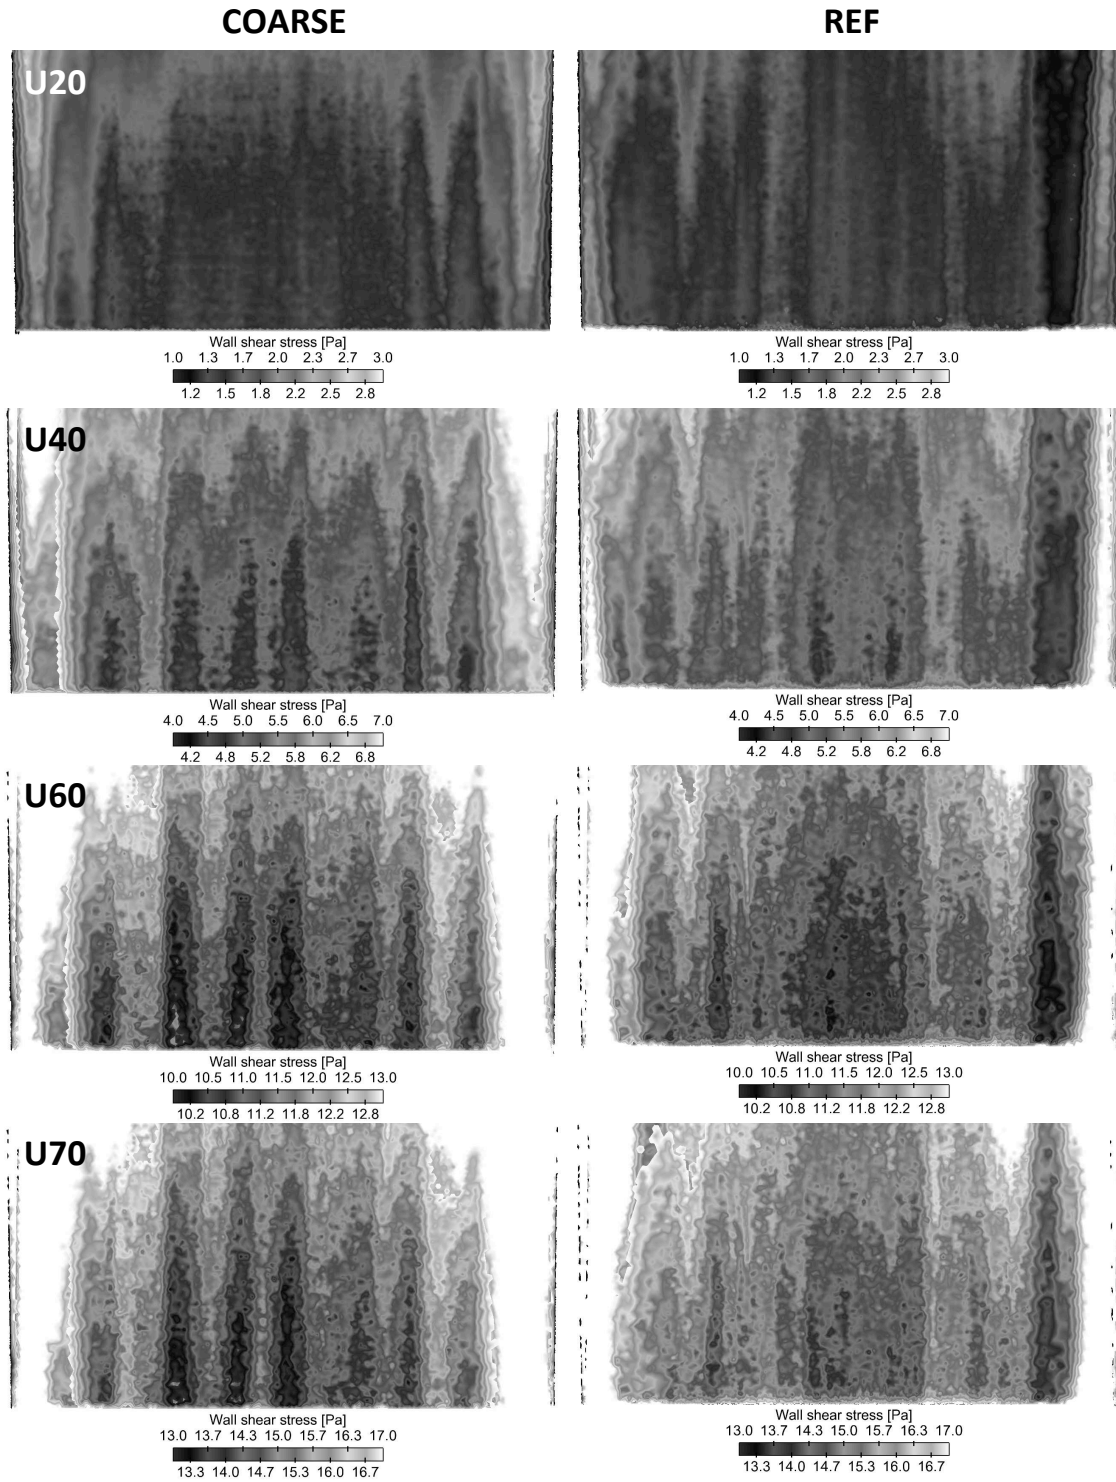 COARSE REF
U20
Wall shear stress [Pa] Wall shear stress [Pa]
1.0 1.3 1.7 2.0 2.3 2.7 3.0 1.0 1.3 1.7 2.0 2.3 2.7 3.0
1.2 1.5 1.8 2.2 2.5 2.8 1.2 1.5 1.8 2.2 2.5 2.8
U40
Wall shear stress [Pa] Wall shear stress [Pa]
4.0 4.5 5.0 5.5 6.0 6.5 7.0 4.0 4.5 5.0 5.5 6.0 6.5 7.0
4.2 4.8 5.2 5.8 6.2 6.8 4.2 4.8 5.2 5.8 6.2 6.8
U60
Wall shear stress [Pa] Wall shear stress [Pa]
10.0 10.5 11.0 11.5 12.0 12.5 13.0 10.0 10.5 11.0 11.5 12.0 12.5 13.0
10.2 10.8 11.2 11.8 12.2 12.8 10.2 10.8 11.2 11.8 12.2 12.8
U70
Wall shear stress [Pa] Wall shear stress [Pa]
13.0 13.7 14.3 15.0 15.7 16.3 17.0 13.0 13.7 14.3 15.0 15.7 16.3 17.0
13.3 14.0 14.7 15.3 16.0 16.7 13.3 14.0 14.7 15.3 16.0 16.7